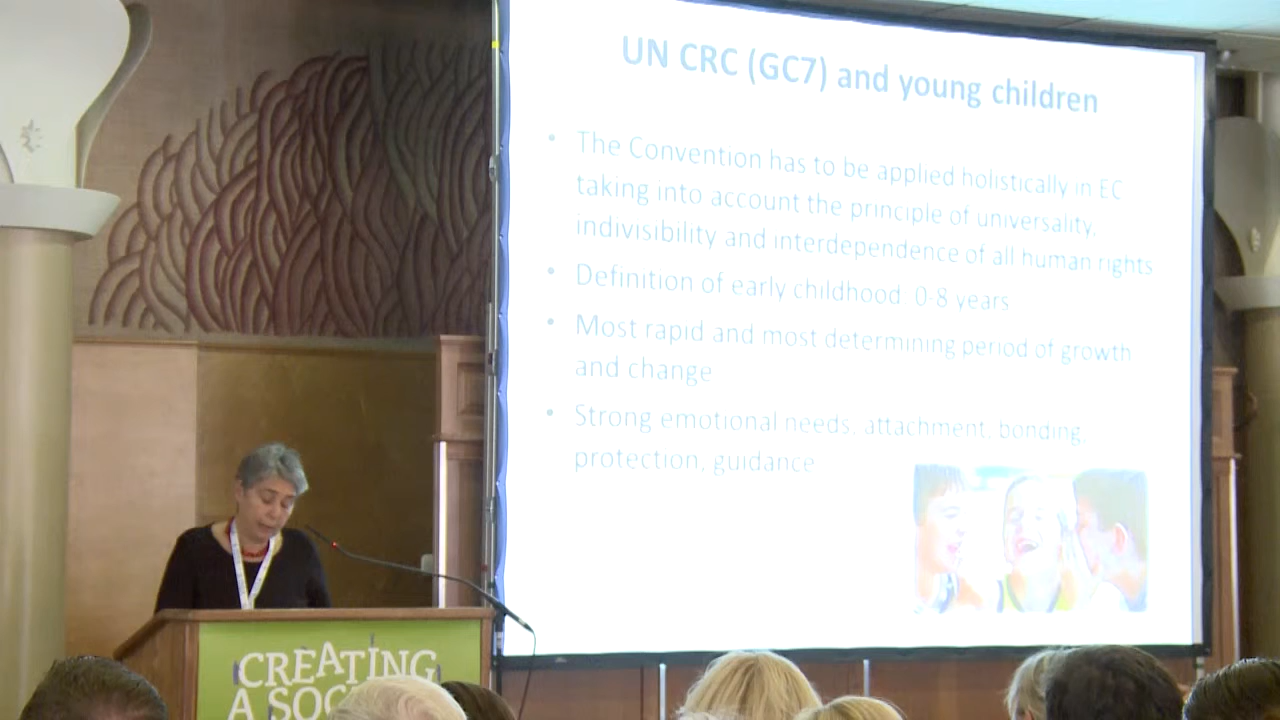 UN CRC (GC7) and young children
• The Convention has to be applied holistically in EC
taking into account the principle of universality,
indivisibility and interdependence of all human rights
• Definition of early childhood 0-8 years
• Most rapid and most determining period of growth
and change
• Strong emotional needs, attachment, bonding,
protection, guidance
CREATING
A SOC